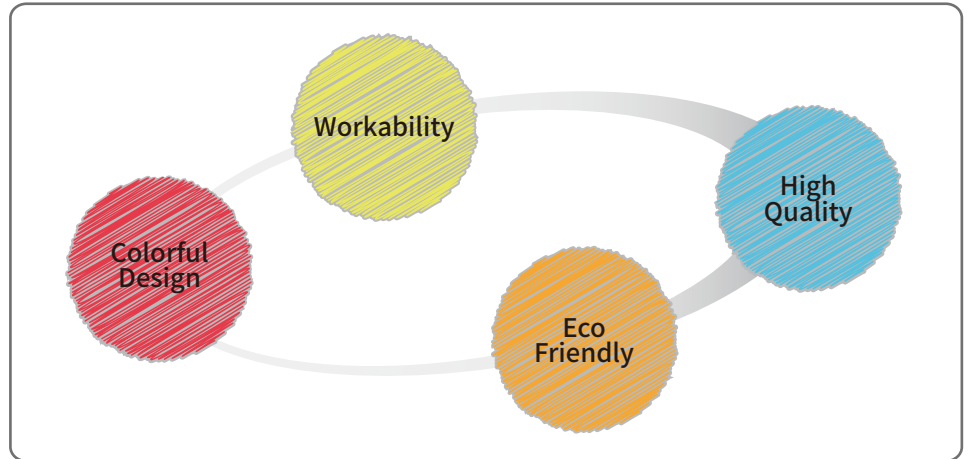 Workability
High
Quality
Colorful
Design
Eco
Friendly